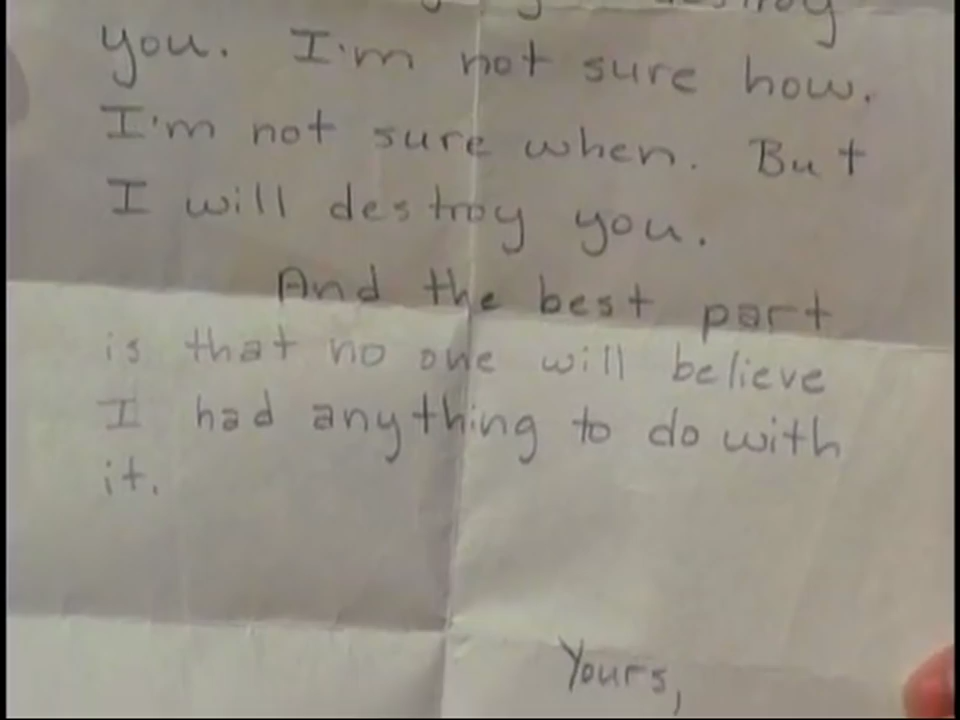 destroy
you. I'm not sure how.
I'm not sure when. But
I will destroy you.
And the best part
is that no one will believe
I had anything to do with
it.
Yours,